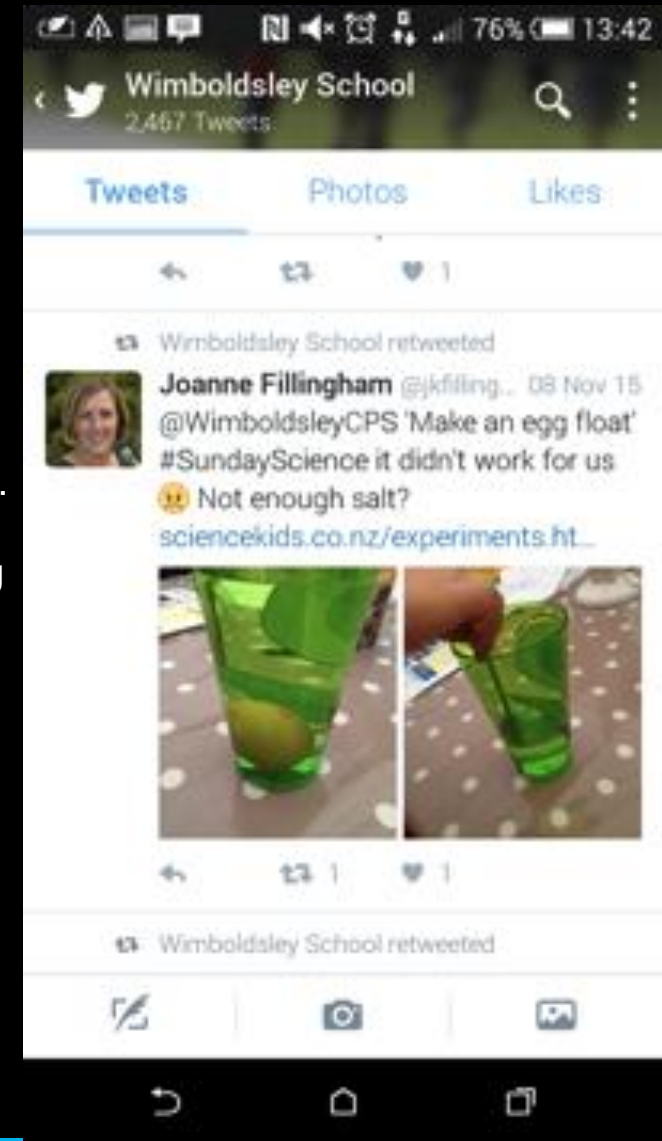 76% 13:42
Wimboldsley School
2,467 Tweets
Tweets Photos Likes
1
Wimboldsley School retweeted
Joanne Fillingham @jkfilling... 08 Nov 15
@WimboldsleyCPS 'Make an egg float'
#SundayScience it didn't work for us
😠 Not enough salt?
sciencekids.co.nz/experiments.ht...
1 1
Wimboldsley School retweeted